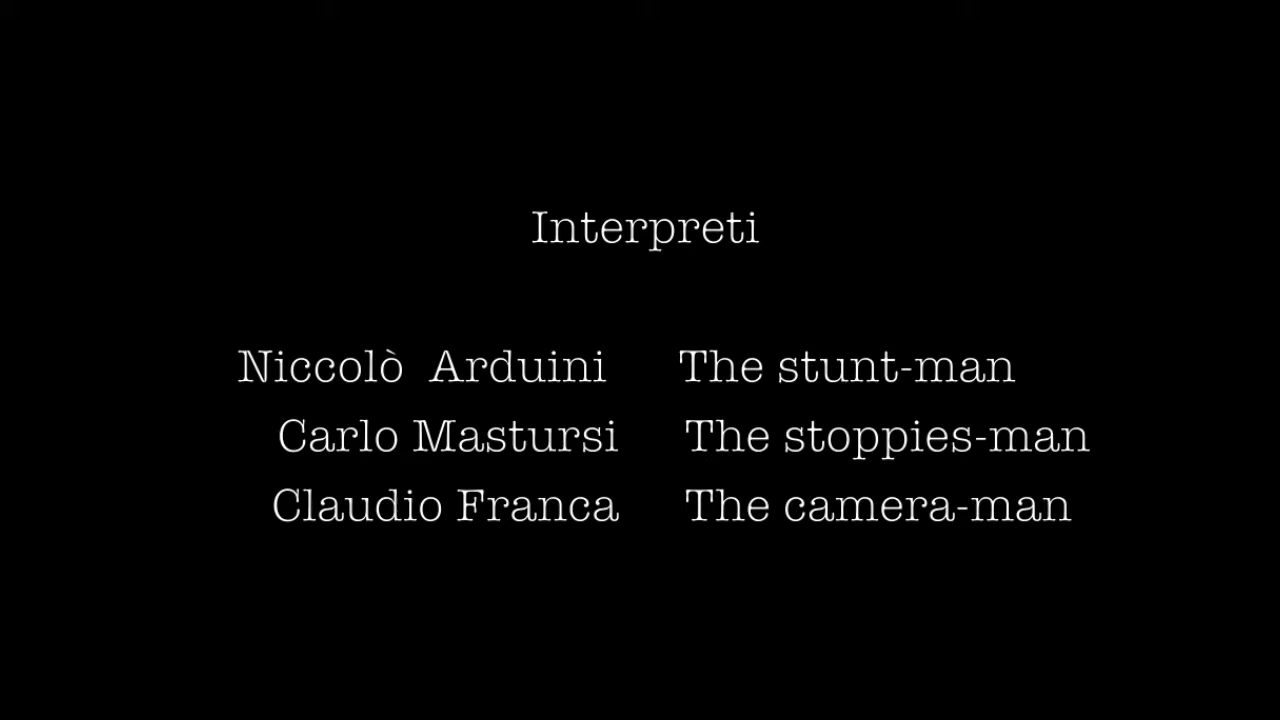 Interpreti
Niccolò Arduini The stunt-man
Carlo Mastursi The stoppies-man
Claudio Franca The camera-man